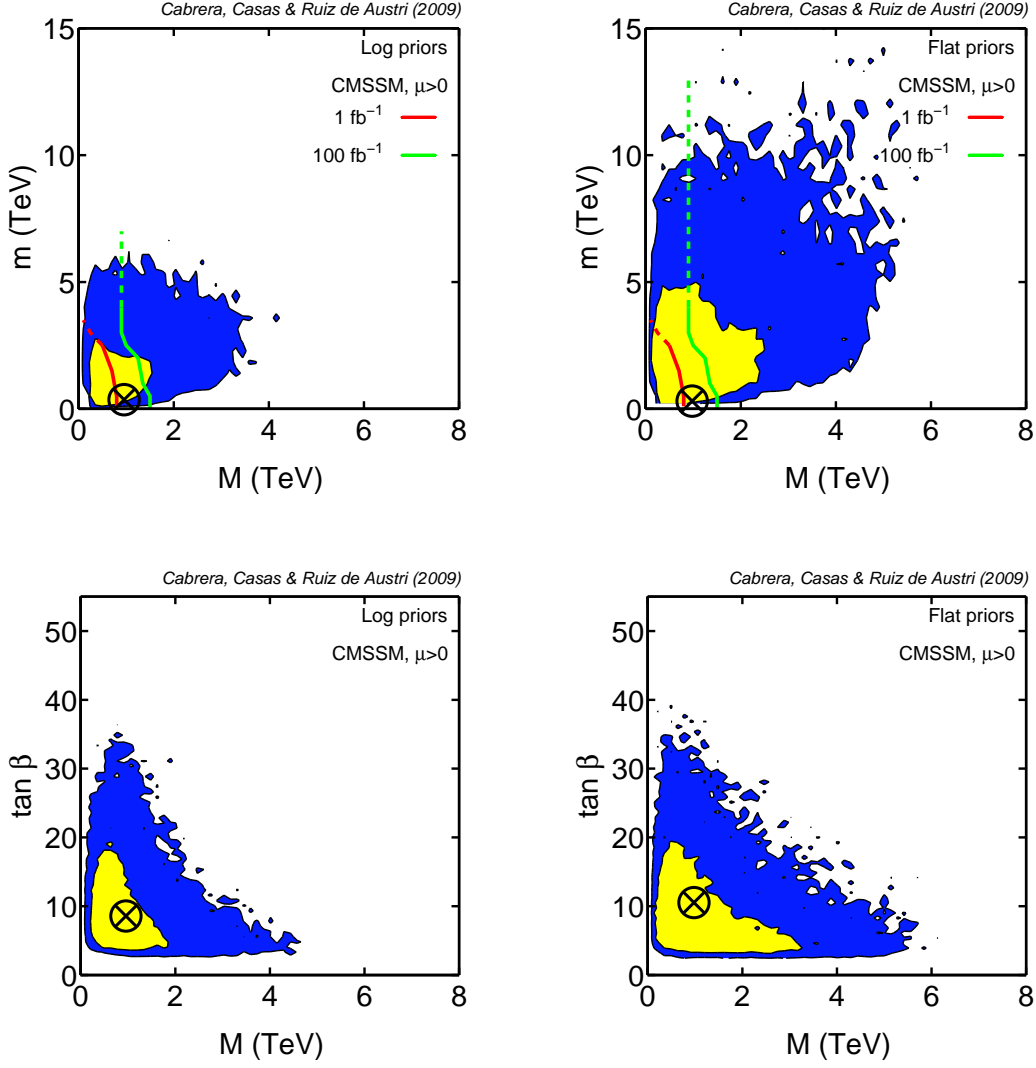 Cabrera, Casas & Ruiz de Austri (2009)
Log priors
CMSSM, μ>0
1 fb⁻¹
100 fb⁻¹
15
10
5
0
m (TeV)
0 2 4 6 8
M (TeV)
Cabrera, Casas & Ruiz de Austri (2009)
Flat priors
CMSSM, μ>0
1 fb⁻¹
100 fb⁻¹
15
10
5
0
m (TeV)
0 2 4 6 8
M (TeV)
Cabrera, Casas & Ruiz de Austri (2009)
Log priors
CMSSM, μ>0
50
40
30
20
10
0
tan β
0 2 4 6 8
M (TeV)
Cabrera, Casas & Ruiz de Austri (2009)
Flat priors
CMSSM, μ>0
50
40
30
20
10
0
tan β
0 2 4 6 8
M (TeV)